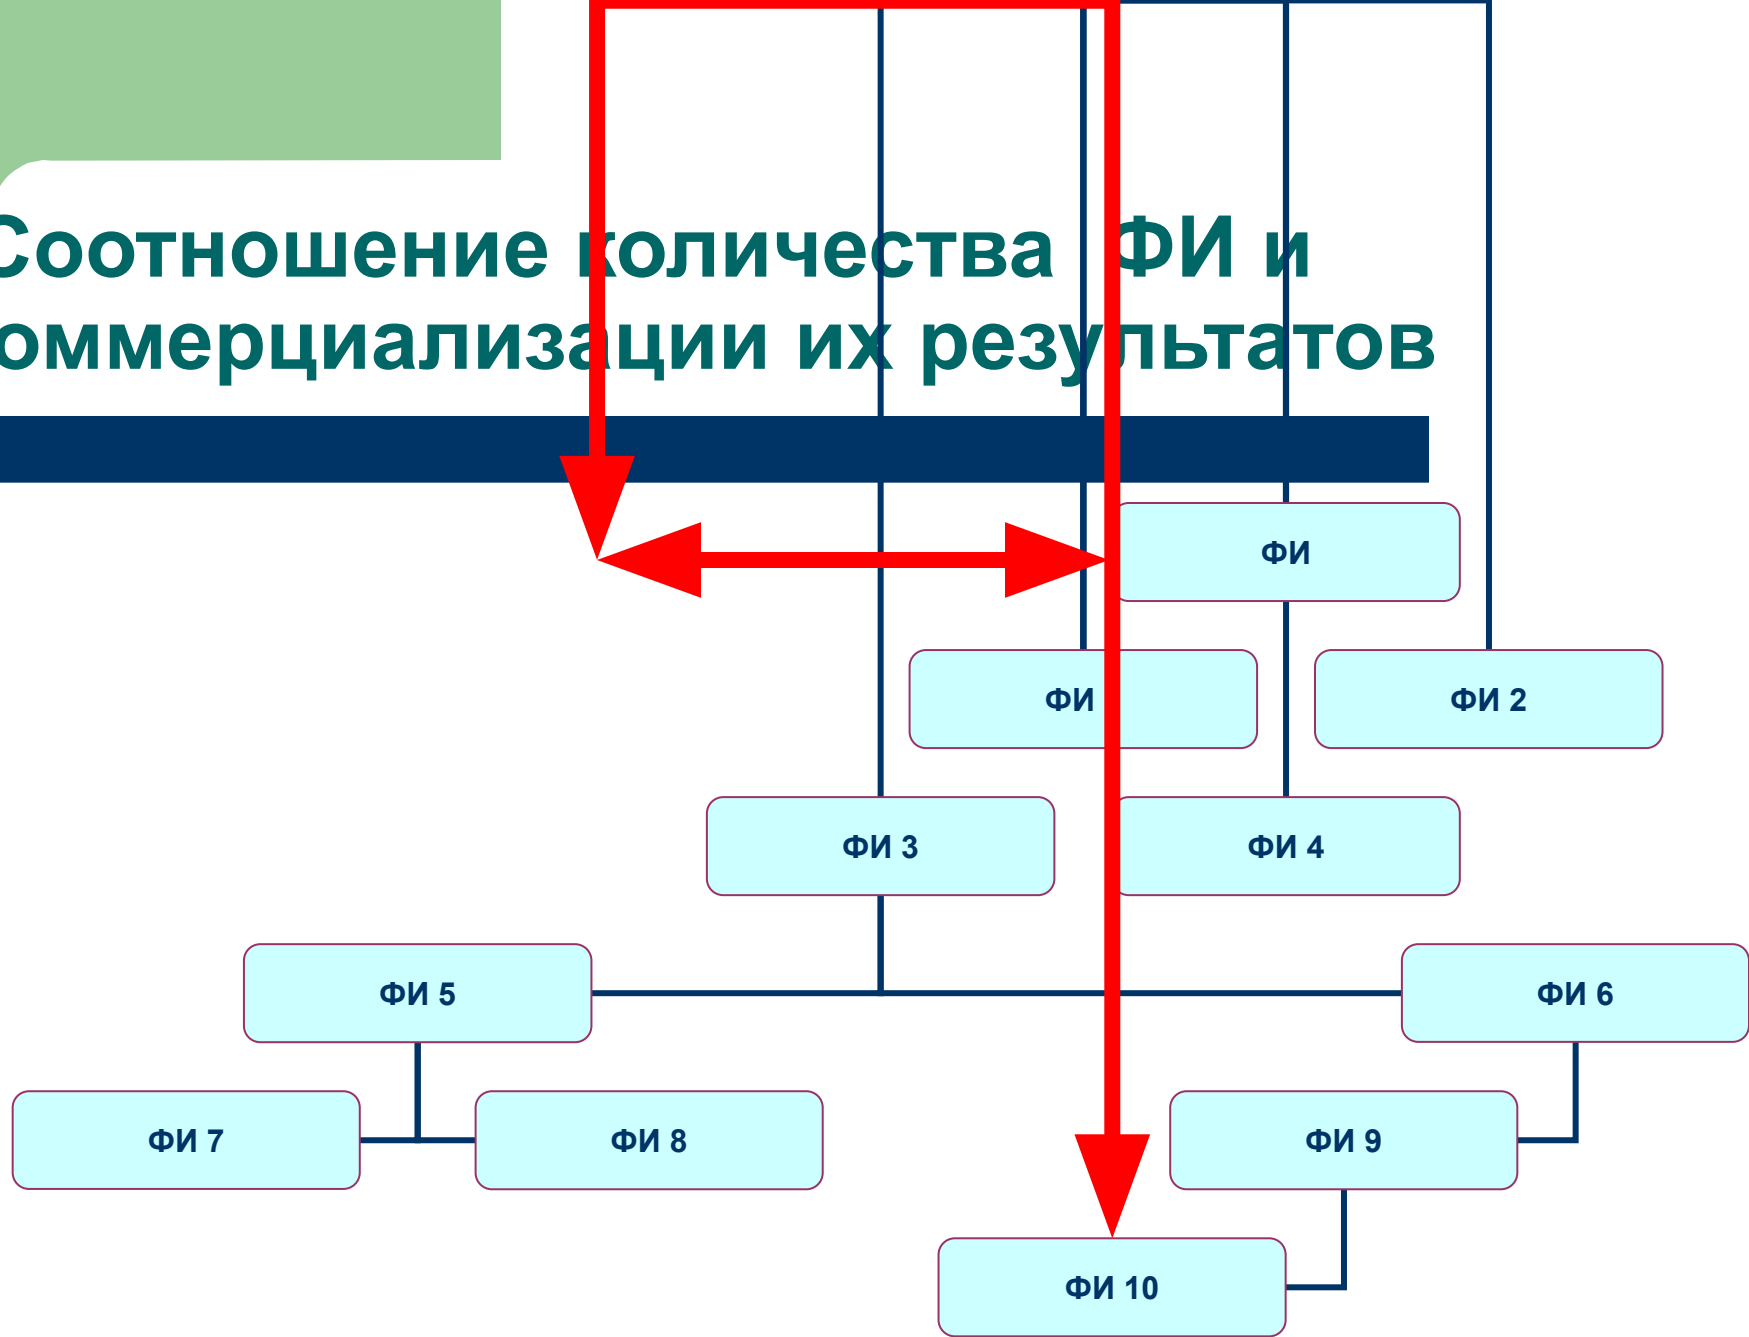 Соотношение количества ФИ и
оммерциализации их результатов
ФИ
ФИ
ФИ 2
ФИ 3
ФИ 4
ФИ 5
ФИ 6
ФИ 7
ФИ 8
ФИ 9
ФИ 10